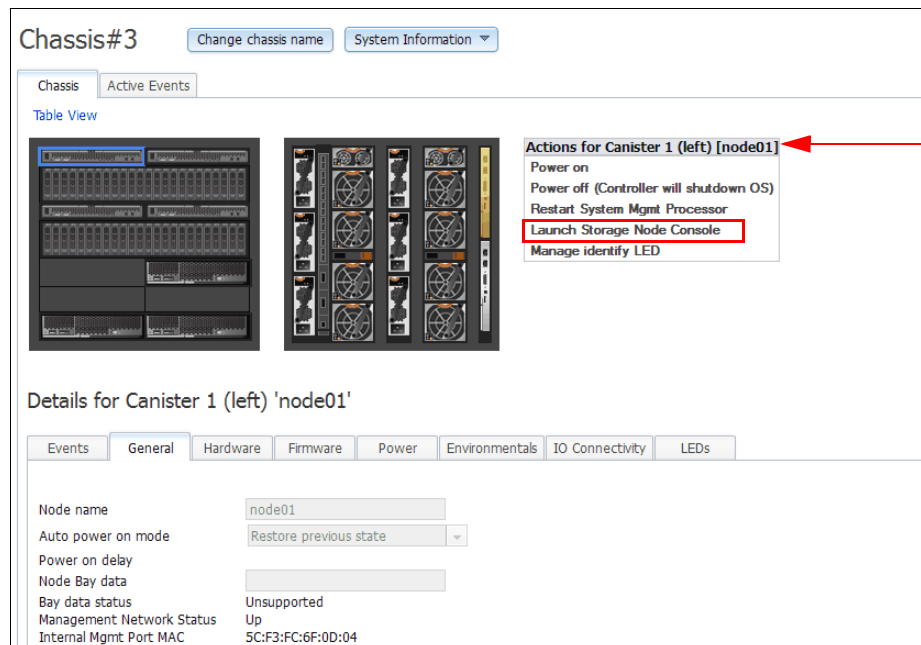 Chassis#3
Change chassis name
System Information
Chassis
Active Events
Table View
Actions for Canister 1 (left) [node01]
Power on
Power off (Controller will shutdown OS)
Restart System Mgmt Processor
Launch Storage Node Console
Manage identify LED
Details for Canister 1 (left) 'node01'
Events
General
Hardware
Firmware
Power
Environmentals
IO Connectivity
LEDs
Node name node01
Auto power on mode Restore previous state
Power on delay
Node Bay data
Bay data status Unsupported
Management Network Status Up
Internal Mgmt Port MAC 5C:F3:FC:6F:0D:04